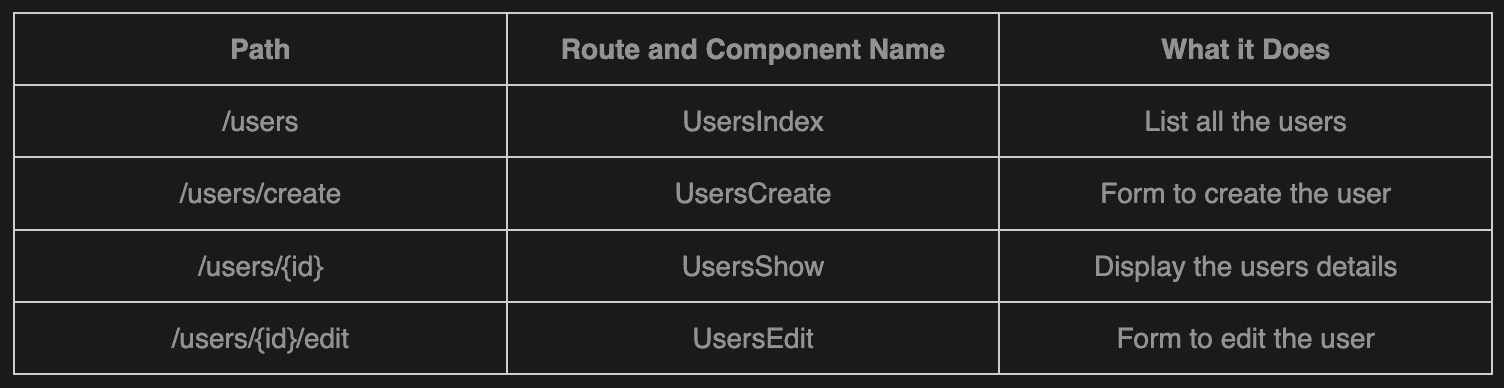 Path Route and Component Name What it Does
/users UsersIndex List all the users
/users/create UsersCreate Form to create the user
/users/{id} UsersShow Display the users details
/users/{id}/edit UsersEdit Form to edit the user